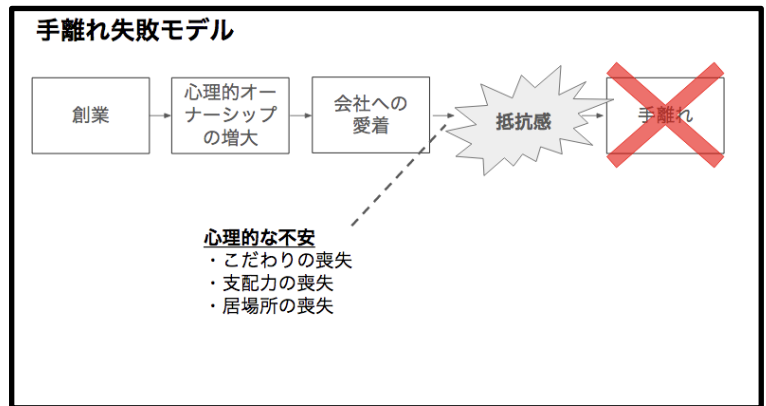 手離れ失敗モデル
創業
心理的オー
ナーシップ
の増大
会社への
愛着
抵抗感
手離れ
心理的な不安
・こだわりの喪失
・支配力の喪失
・居場所の喪失